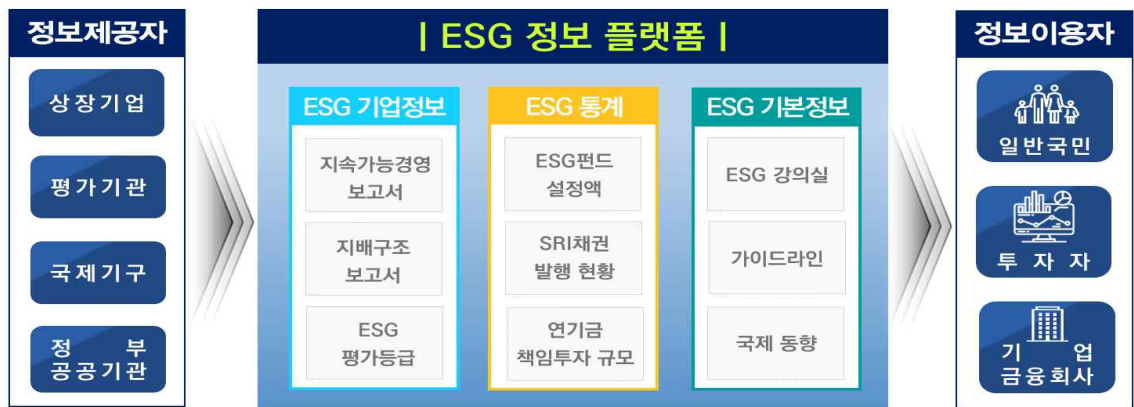 정보제공자
상장기업
평가기관
국제기구
정 부
공공기관
| ESG 정보 플랫폼 |
ESG 기업정보
지속가능경영
보고서
지배구조
보고서
ESG
평가등급
ESG 통계
ESG펀드
설정액
SRI채권
발행 현황
연기금
책임투자 규모
ESG 기본정보
ESG 강의실
가이드라인
국제 동향
정보이용자
일반국민
투 자 자
기 업
금융회사